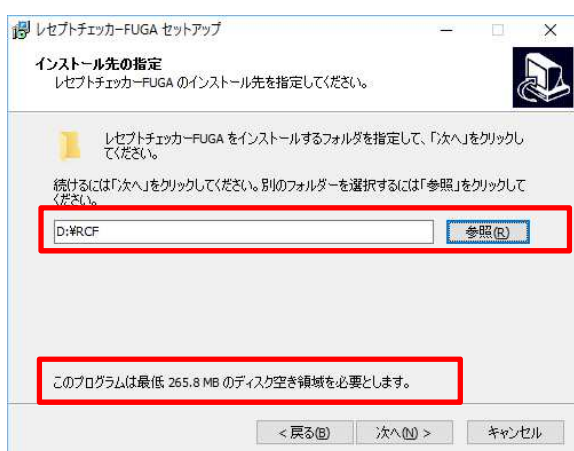 レセプトチェッカーFUGA セットアップ
インストール先の指定
レセプトチェッカーFUGA のインストール先を指定してください。
レセプトチェッカーFUGA をインストールするフォルダを指定して、「次へ」をクリックし
てください。
続けるには「次へ」をクリックしてください。別のフォルダーを選択するには「参照」をクリックして
ください。
D:¥RCF
参照(R)
このプログラムは最低 265.8 MB のディスク空き領域を必要とします。
< 戻る(B)
次へ(N) >
キャンセル